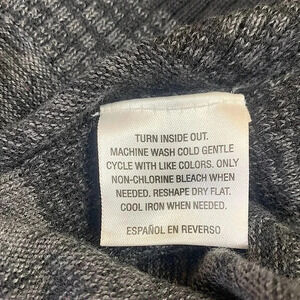 TURN INSIDE OUT.
MACHINE WASH COLD GENTLE
CYCLE WITH LIKE COLORS. ONLY
NON-CHLORINE BLEACH WHEN
NEEDED. RESHAPE DRY FLAT.
COOL IRON WHEN NEEDED.
ESPAÑOL EN REVERSO